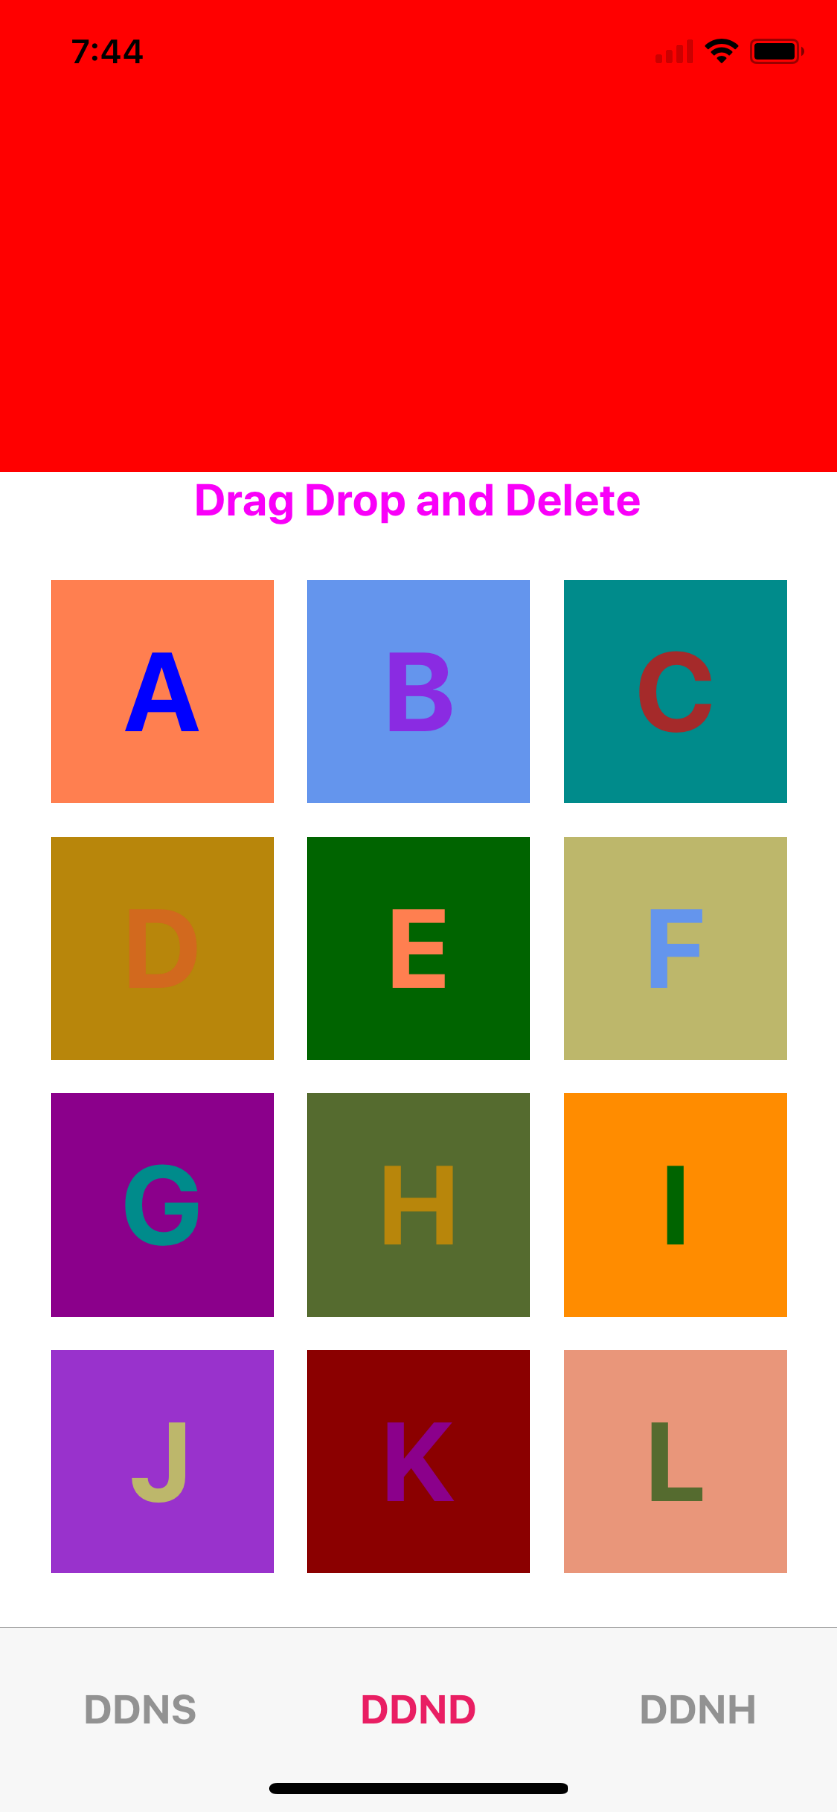 7:44
Drag Drop and Delete
A B C
D E F
G H I
J K L
DDNS DDND DDNH